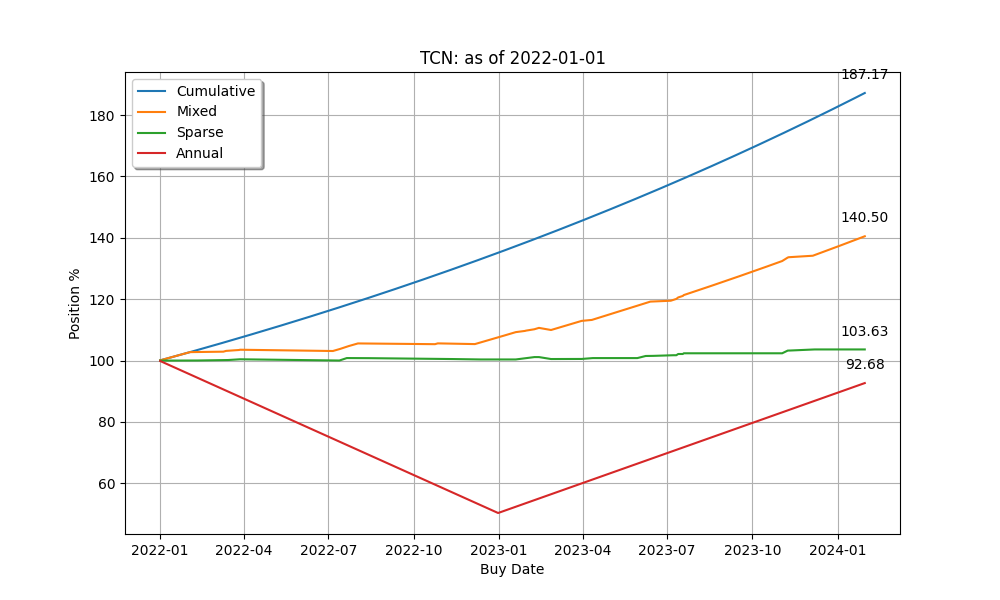 TCN: as of 2022-01-01
187.17
Cumulative
Mixed
Sparse
Annual
180
160
140
120
100
80
60
140.50
103.63
92.68
Position %
2022-01 2022-04 2022-07 2022-10 2023-01 2023-04 2023-07 2023-10 2024-01
Buy Date